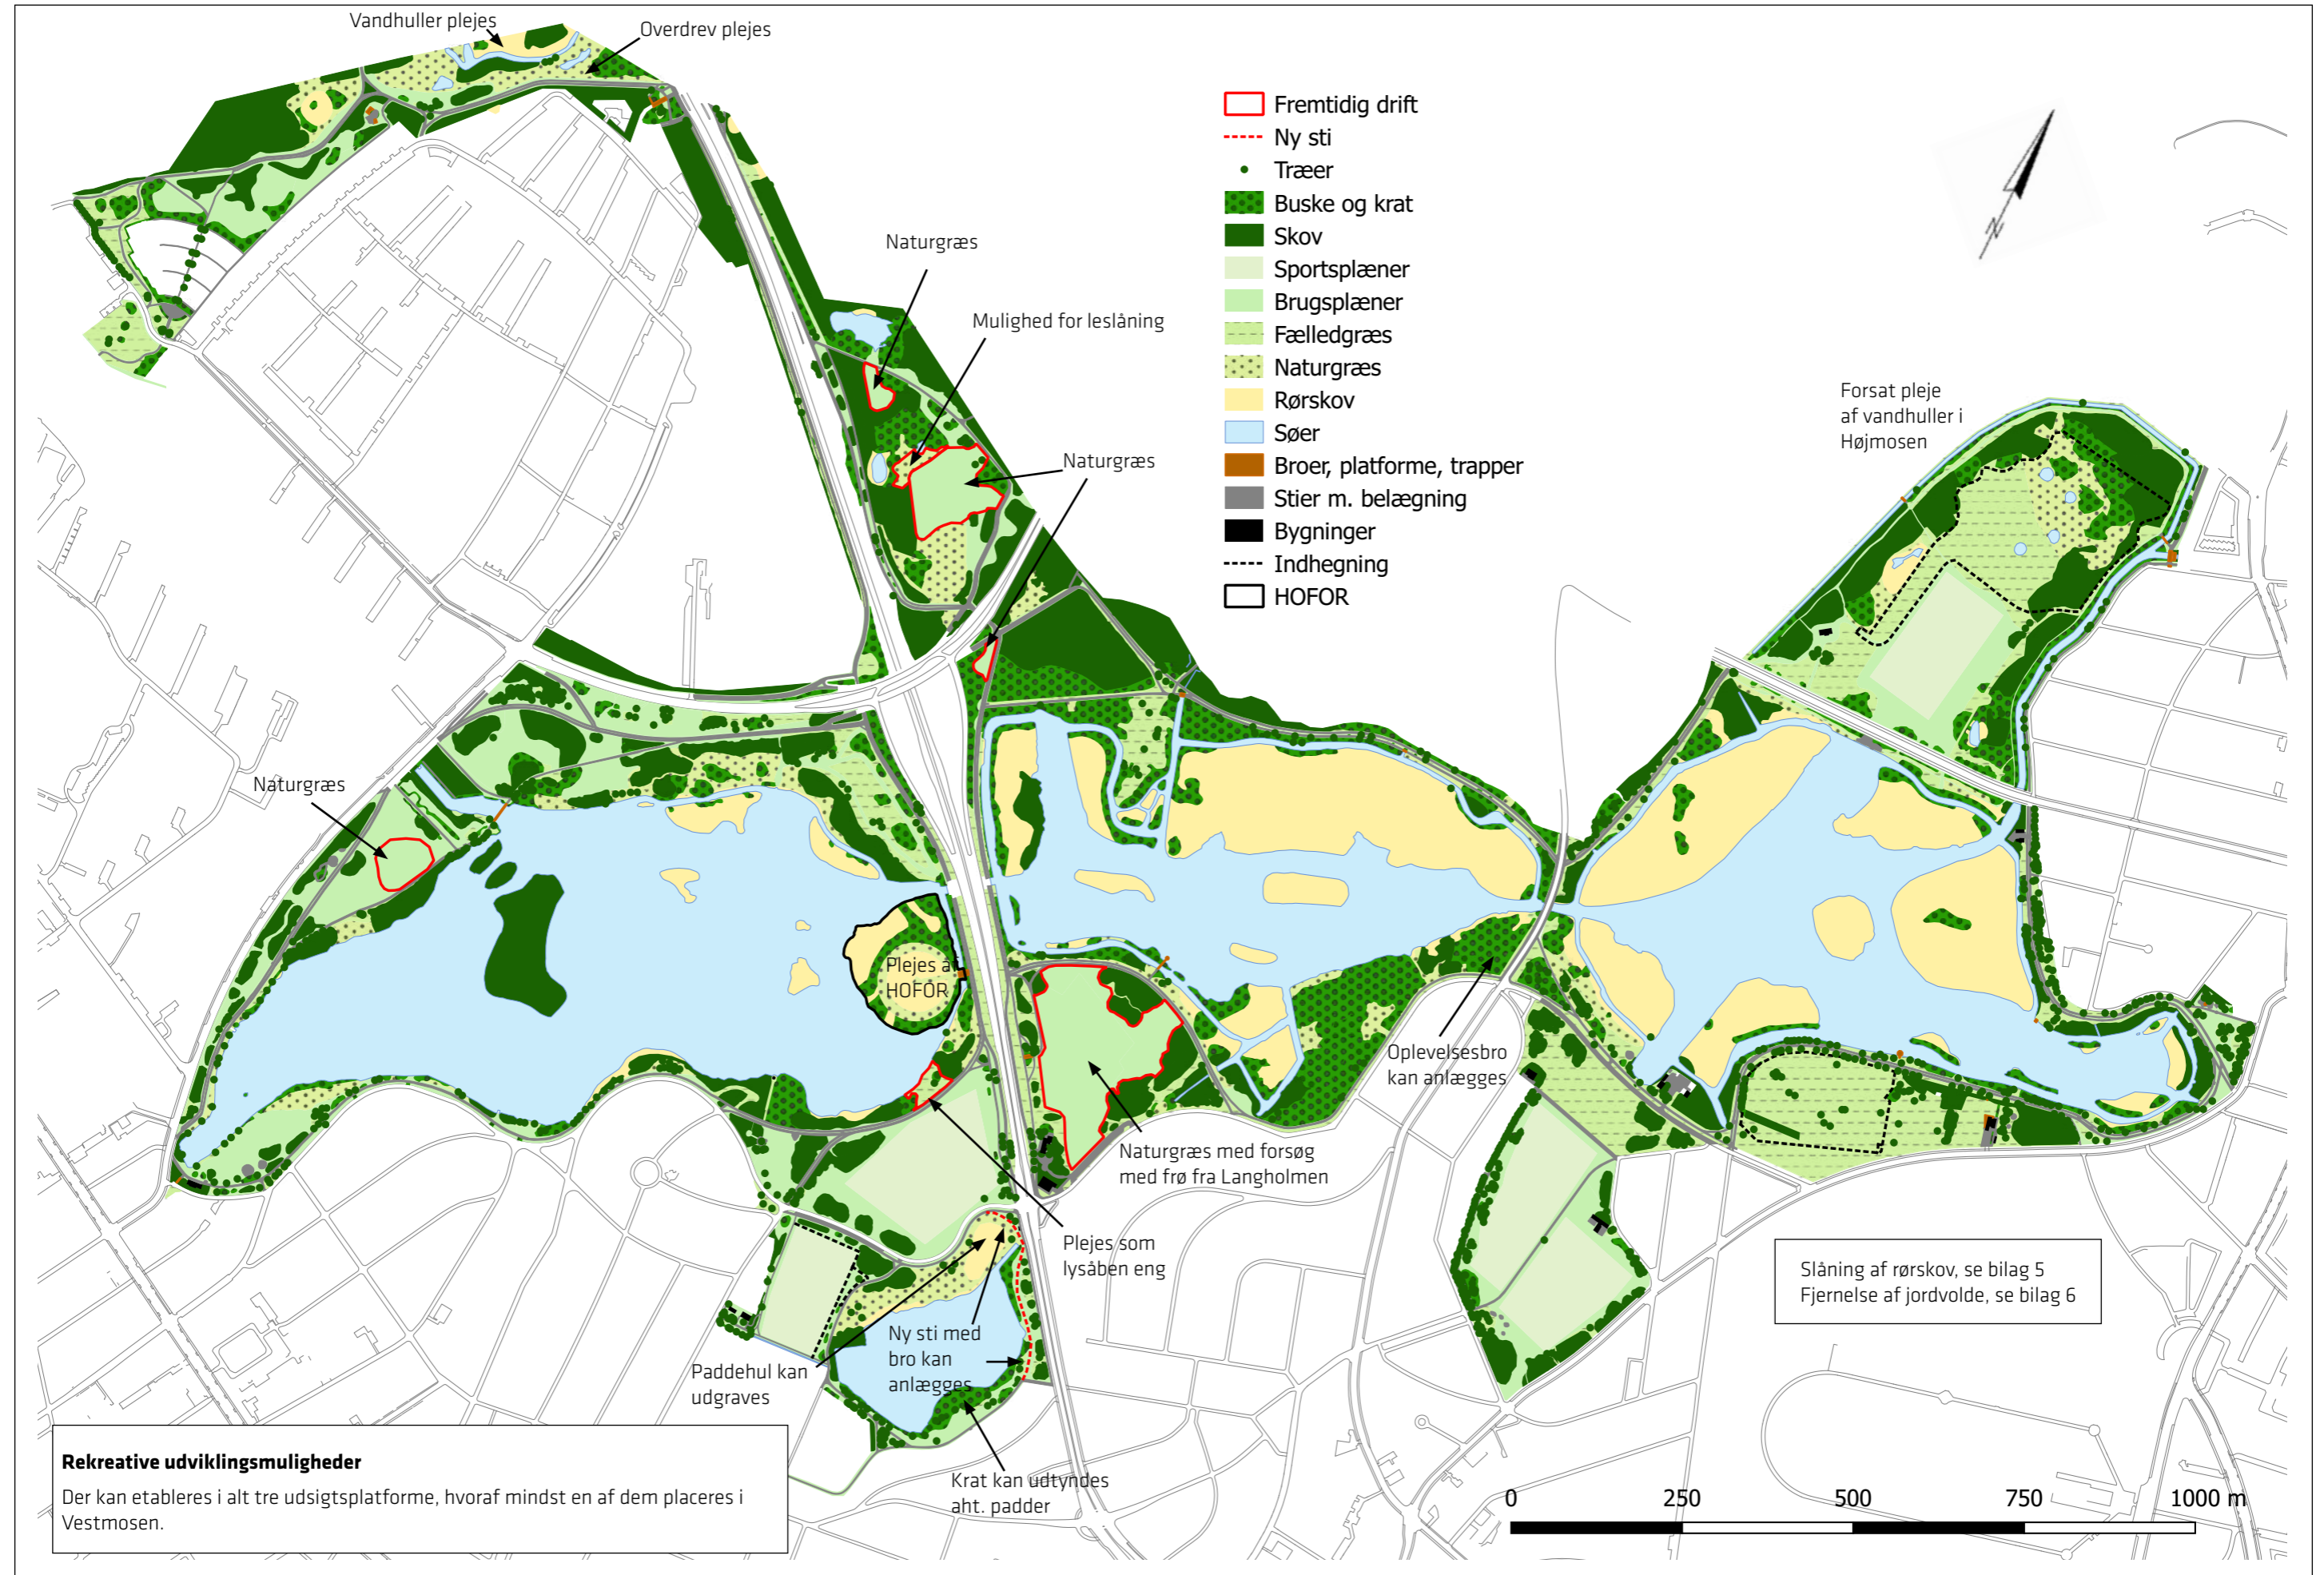 Vandhuller plejes
Overdrev plejes
Fremtidig drift
Ny sti
Træer
Buske og krat
Skov
Sportsplæner
Brugsplæner
Fælledgræs
Naturgræs
Rørskov
Søer
Broer, platforme, trapper
Stier m. belægning
Bygninger
Indhegning
HOFOR
N
Naturgræs
Mulighed for leslåning
Naturgræs
Forsat pleje
af vandhuller i
Højmosen
Naturgræs
Plejes af
HOFOR
Oplevelsesbro
kan anlægges
Naturgræs med forsøg
med frø fra Langholmen
Plejes som
lysåben eng
Ny sti med
bro kan
anlægges
Paddehul kan
udgraves
Krat kan udtyndes
aht. padder
Slåning af rørskov, se bilag 5
Fjernelse af jordvolde, se bilag 6
Rekreative udviklingsmuligheder
Der kan etableres i alt tre udsigtsplatforme, hvoraf mindst en af dem placeres i
Vestmosen.
0 250 500 750 1000 m